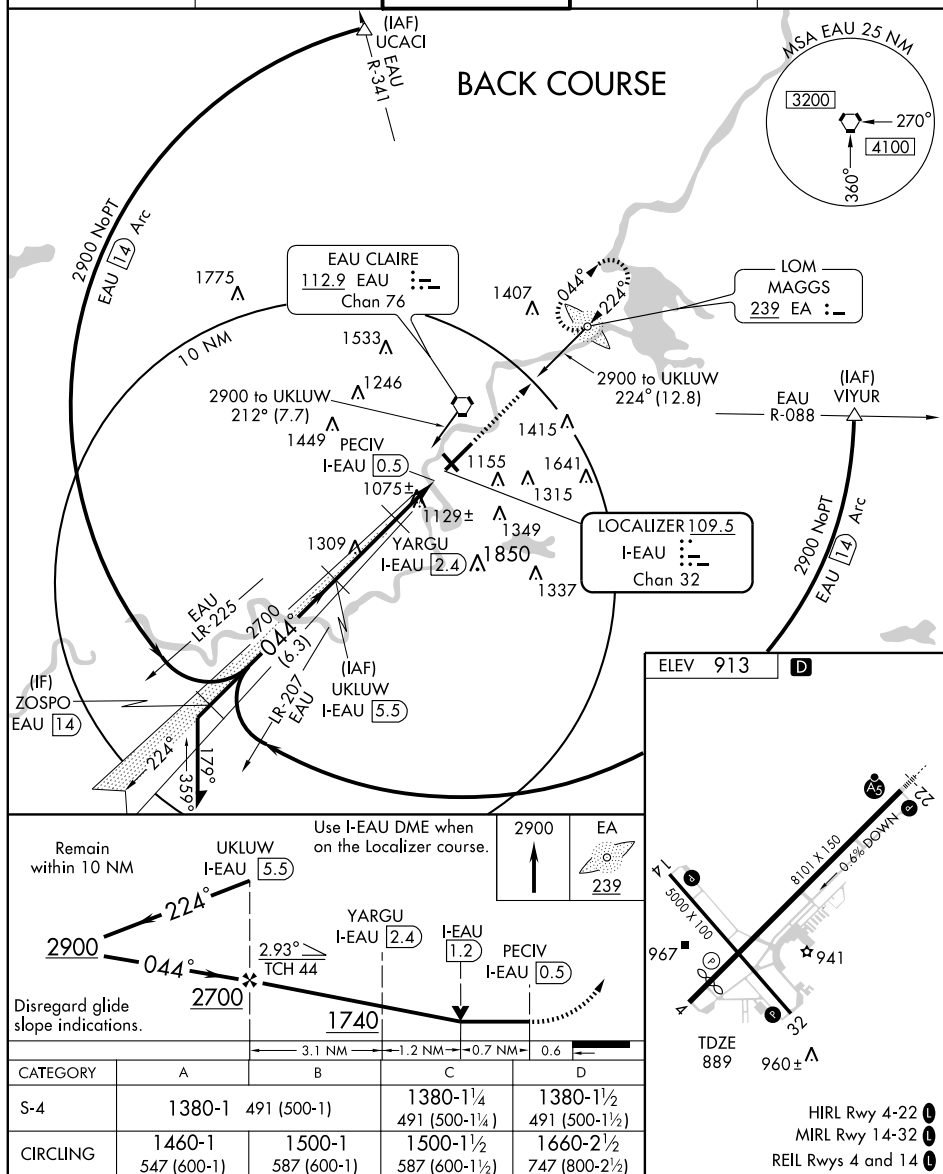 (IAF)
UCACI
EAU
R-341
BACK COURSE
MSA EAU 25 NM
3200
270°
4100
360°
2900 NoPT
EAU 14 Arc
EAU CLAIRE
112.9 EAU
Chan 76
LOM
MAGGS
239 EA
044°
224°
1775
1407
10 NM
1533
1246
2900 to UKLUW
212° (7.7)
1449
2900 to UKLUW
224° (12.8)
EAU
R-088
(IAF)
VIYUR
PECIV
I-EAU 0.5
1415
1155
1641
1315
1075±
1129±
1349
YARGU
I-EAU 2.4
1850
1309
1337
LOCALIZER 109.5
I-EAU
Chan 32
2900 NoPT
EAU 14 Arc
EAU
LR-225
2700
044°
(6.3)
(IAF)
UKLUW
I-EAU 5.5
LR-207
EAU
(IF)
ZOSPO
EAU 14
224°
359°
179°
ELEV 913 D
A5
22
P
8101 X 150
0.6% DOWN
14
P
5000 X 100
967
P
941
4
P
32
TDZE
889
960±
HIRL Rwy 4-22 L
MIRL Rwy 14-32 L
REIL Rwys 4 and 14 L
Remain
within 10 NM
UKLUW
I-EAU 5.5
Use I-EAU DME when
on the Localizer course.
2900
EA
239
224°
2900
044°
2.93°
TCH 44
YARGU
I-EAU 2.4
I-EAU
1.2
PECIV
I-EAU 0.5
2700
1740
Disregard glide
slope indications.
3.1 NM 1.2 NM 0.7 NM 0.6
CATEGORY A B C D
S-4 1380-1 491 (500-1) 1380-1¼ 491 (500-1¼) 1380-1½ 491 (500-1½)
CIRCLING 1460-1 547 (600-1) 1500-1 587 (600-1) 1500-1½ 587 (600-1½) 1660-2½ 747 (800-2½)